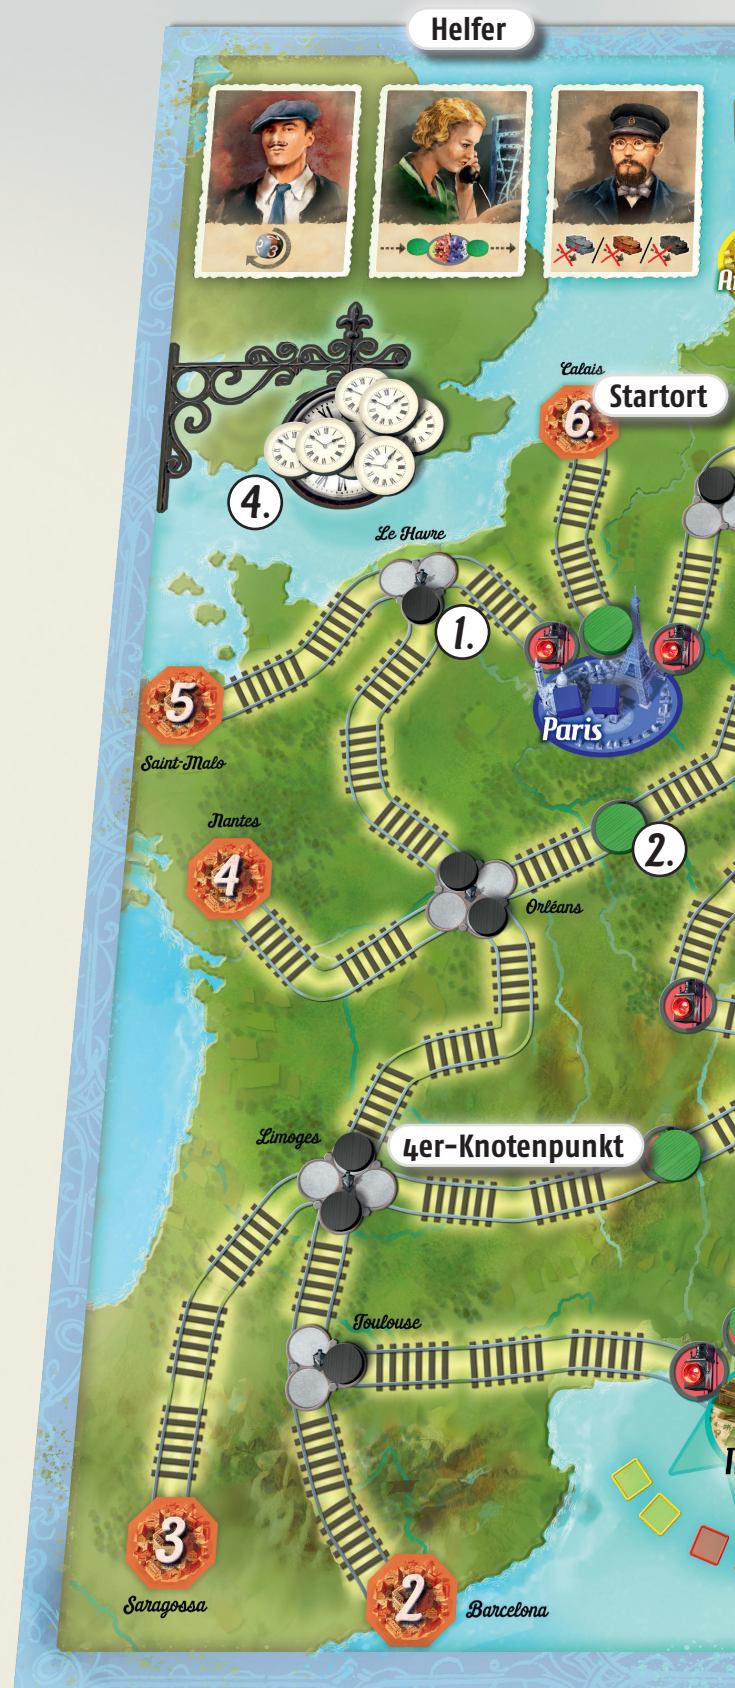 Helfer
Calais
6.
Startort
4.
Le Havre
1.
5
Paris
Saint-Malo
Nantes
4
2.
Orléans
Limoges
4er-Knotenpunkt
Toulouse
3
2
Saragossa
Barcelona